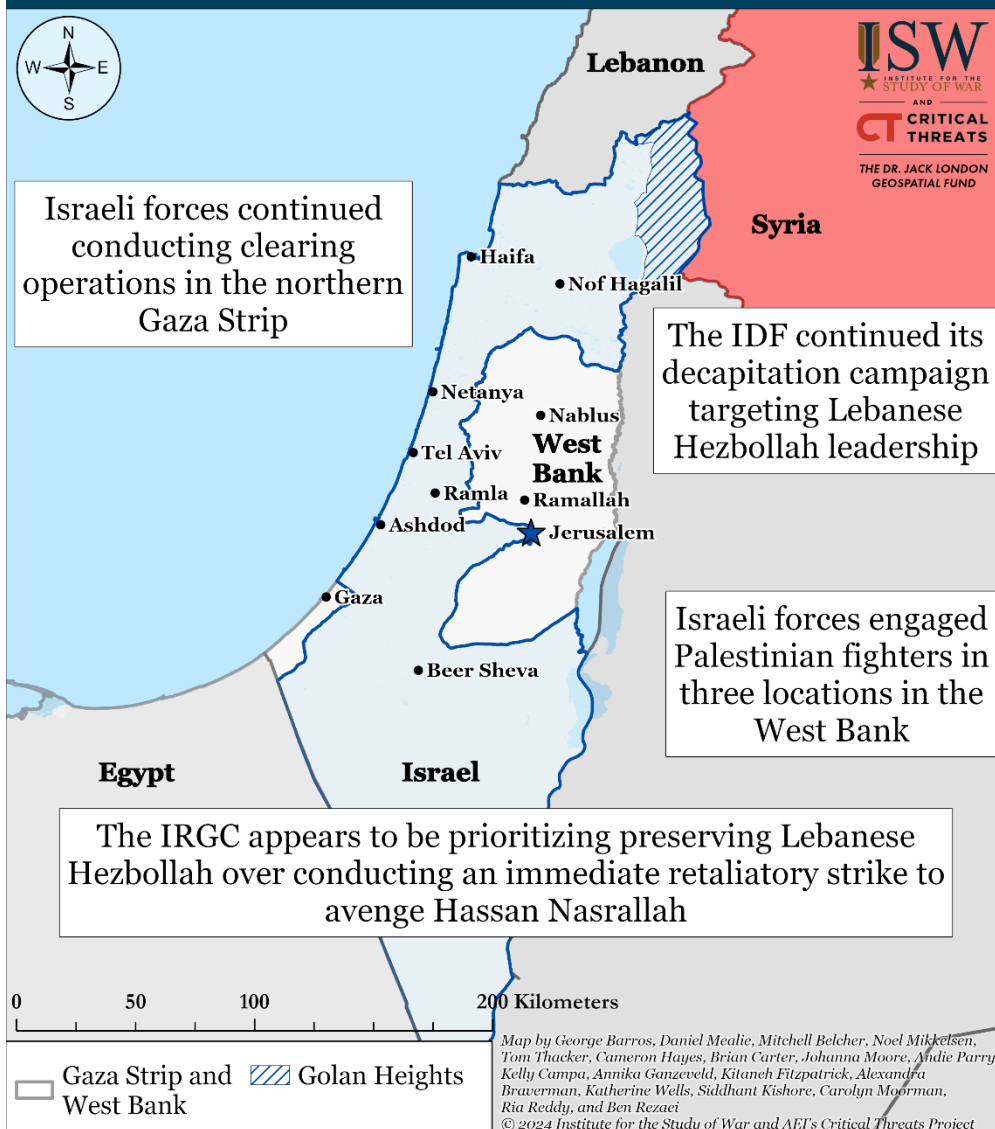 N
W
E
S
Lebanon
ISW
INSTITUTE FOR THE
STUDY OF WAR
AND
CT CRITICAL
THREATS
THE DR. JACK LONDON
GEOSPATIAL FUND
Israeli forces continued
conducting clearing
operations in the northern
Gaza Strip
Syria
Haifa
Nof Hagalil
The IDF continued its
decapitation campaign
targeting Lebanese
Hezbollah leadership
Netanya
Nablus
West
Bank
Tel Aviv
Ramla
Ramallah
Ashdod
Jerusalem
Gaza
Israeli forces engaged
Palestinian fighters in
three locations in the
West Bank
Beer Sheva
Egypt
Israel
The IRGC appears to be prioritizing preserving Lebanese
Hezbollah over conducting an immediate retaliatory strike to
avenge Hassan Nasrallah
0 50 100 200 Kilometers
Gaza Strip and
West Bank
Golan Heights
Map by George Barros, Daniel Mealie, Mitchell Belcher, Noel Mikkelsen,
Tom Thacker, Cameron Hayes, Brian Carter, Johanna Moore, Andie Parry
Kelly Campa, Annika Ganzeveld, Kitaneh Fitzpatrick, Alexandra
Braverman, Katherine Wells, Siddhant Kishore, Carolyn Moorman,
Ria Reddy, and Ben Rezaei
© 2024 Institute for the Study of War and AEI's Critical Threats Project